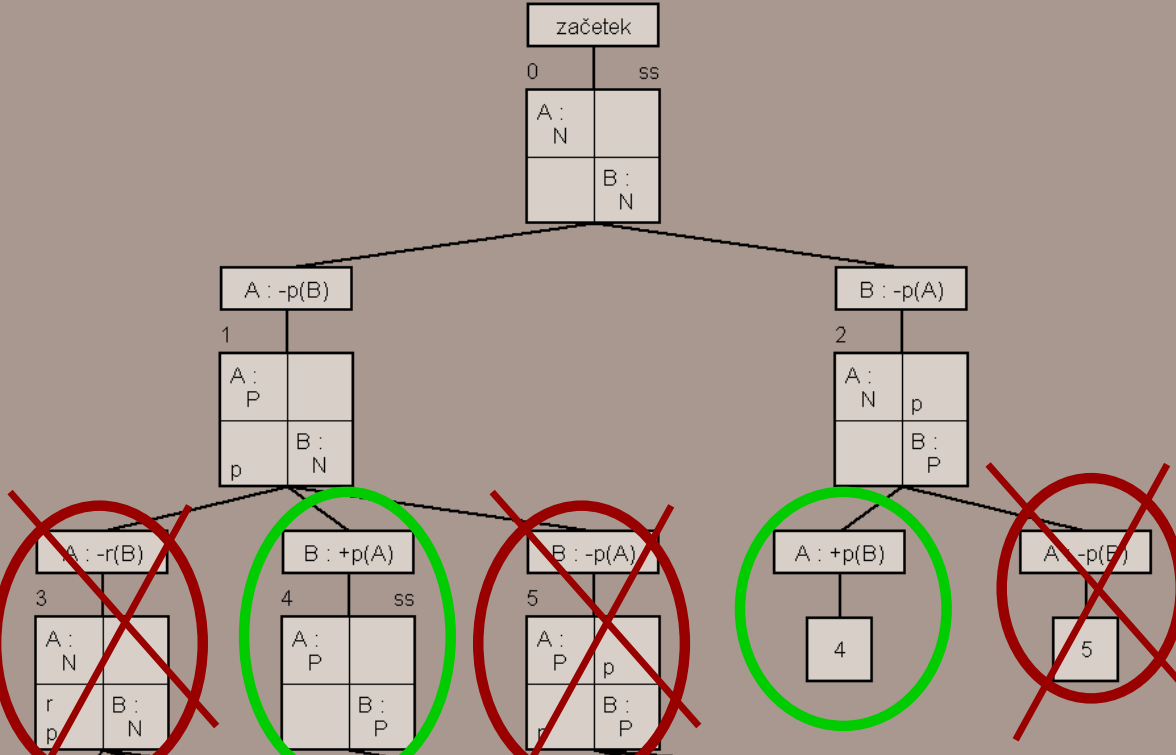 začetek
0 ss
A :
N
B :
N
A : -p(B)
B : -p(A)
1
2
A :
P
A :
N
p
p
B :
N
B :
P
A : -r(B)
B : +p(A)
B : -p(A)
A : +p(B)
A : -p(B)
3
4 ss
5
A :
N
A :
P
A :
P
p
4
5
r
p
B :
N
B :
P
B :
P